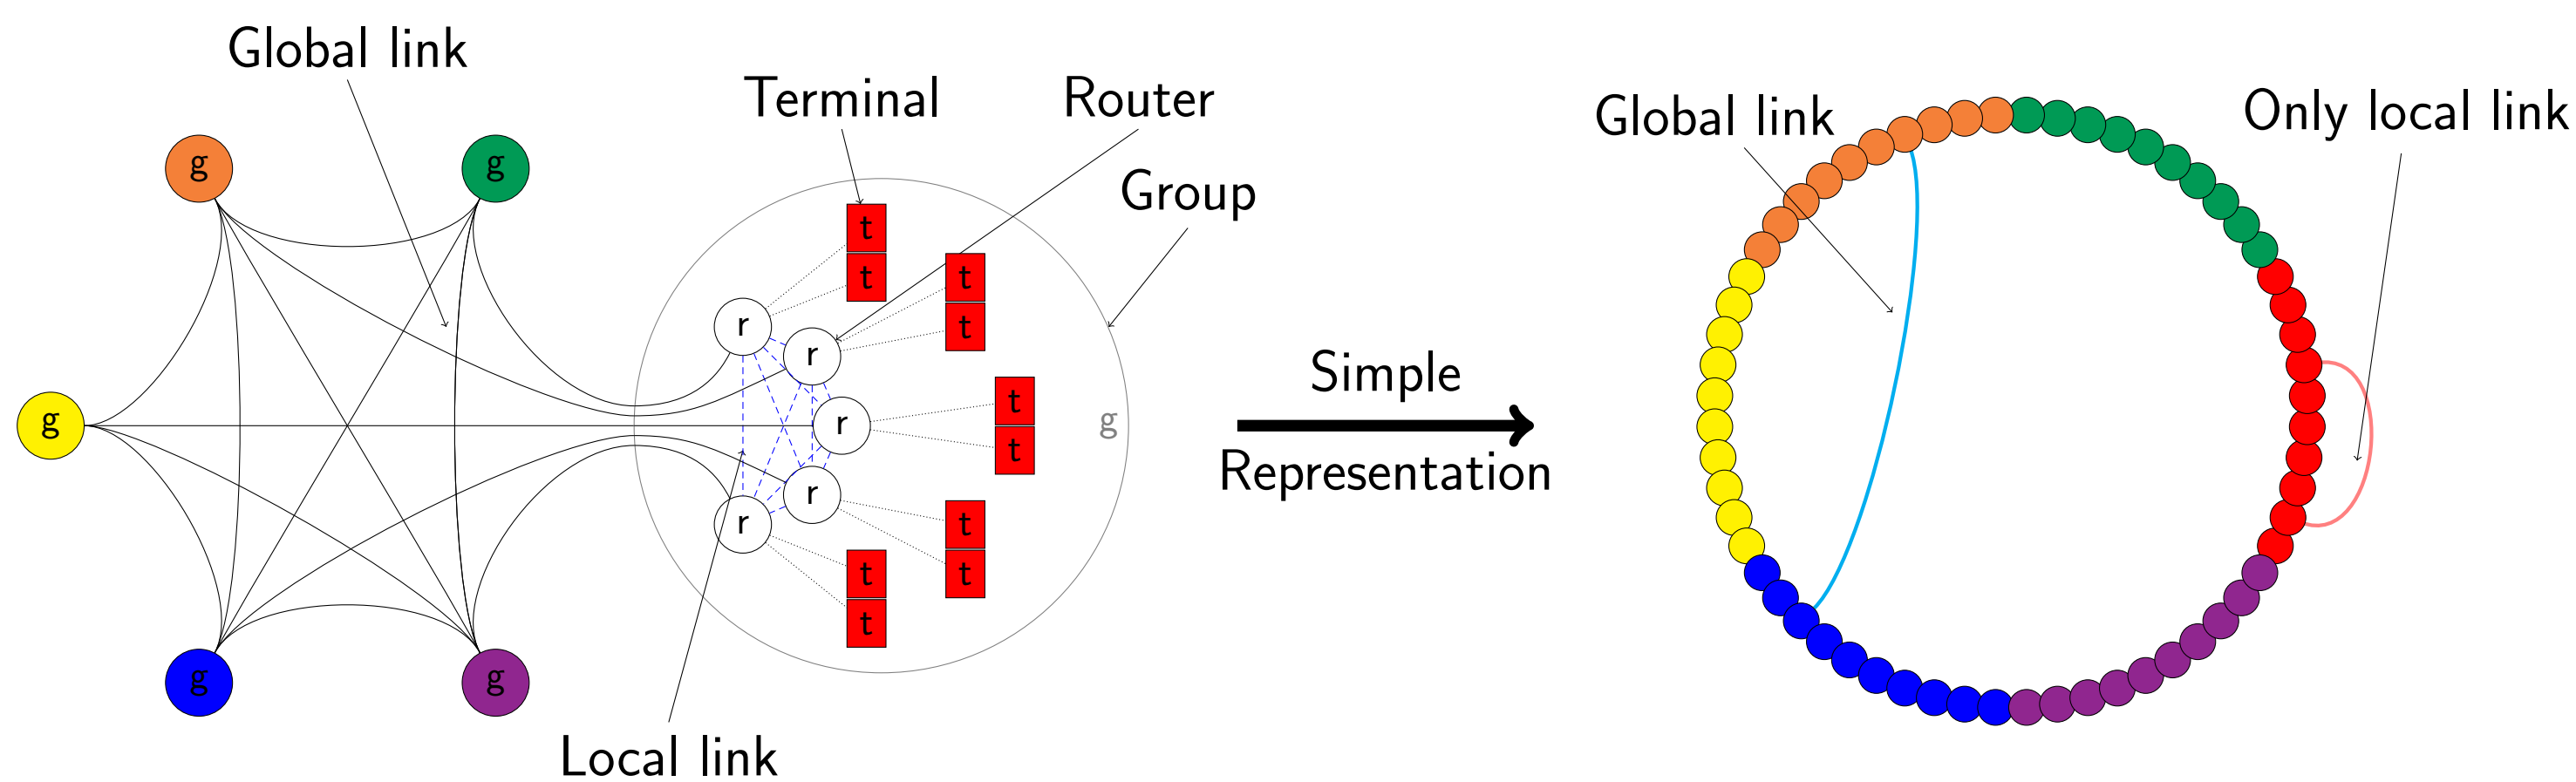 Global link
Terminal
Router
Global link
Only local link
g
g
Group
t
t
t
t
r
r
Simple
g
r
t
t
g
Representation
r
r
t
t
t
t
g
g
Local link